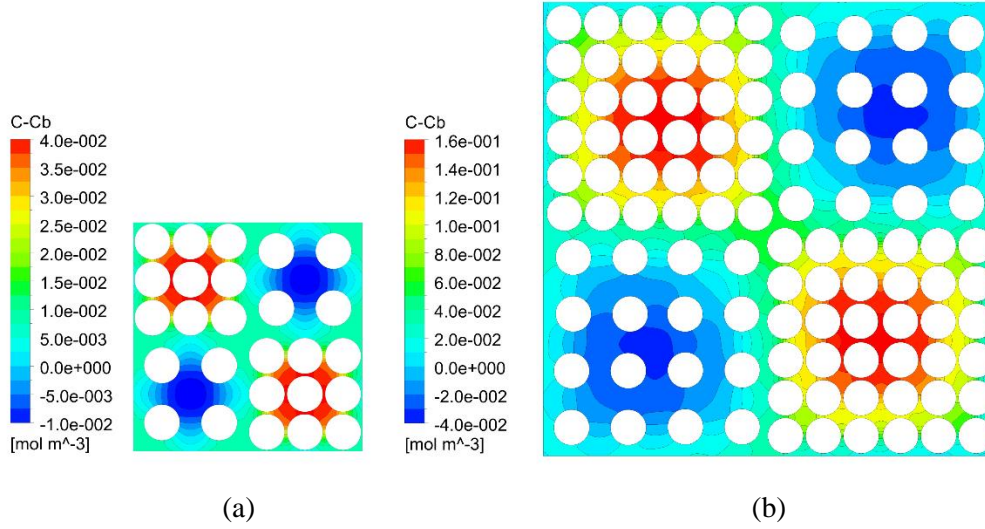 C-Cb
4.0e-002
3.5e-002
3.0e-002
2.5e-002
2.0e-002
1.5e-002
1.0e-002
5.0e-003
0.0e+000
-5.0e-003
-1.0e-002
[mol m^-3]
C-Cb
1.6e-001
1.4e-001
1.2e-001
1.0e-001
8.0e-002
6.0e-002
4.0e-002
2.0e-002
0.0e+000
-2.0e-002
-4.0e-002
[mol m^-3]
(a)
(b)